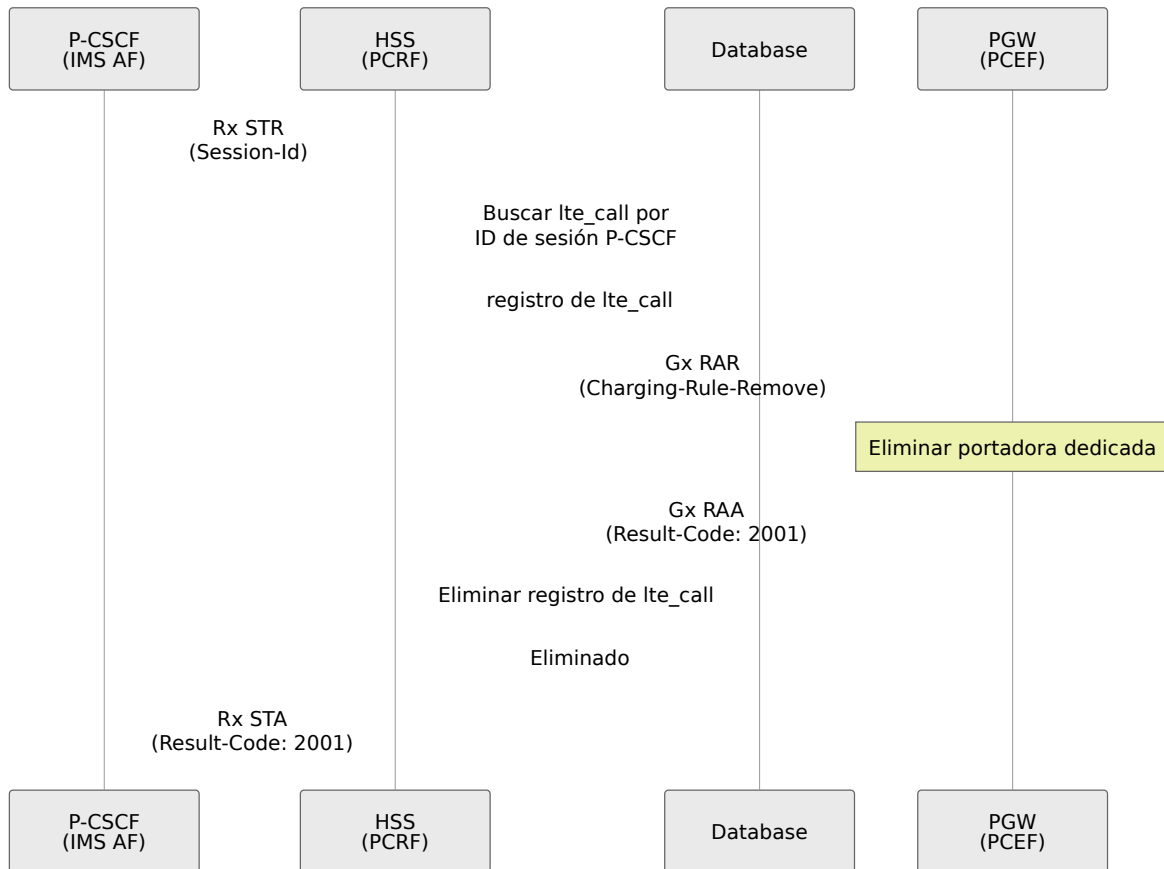 P-CSCF
(IMS AF)
HSS
(PCRF)
Database
PGW
(PCEF)
Rx STR
(Session-Id)
Buscar lte_call por
ID de sesión P-CSCF
registro de lte_call
Gx RAR
(Charging-Rule-Remove)
Eliminar portadora dedicada
Gx RAA
(Result-Code: 2001)
Eliminar registro de lte_call
Eliminado
Rx STA
(Result-Code: 2001)
P-CSCF
(IMS AF)
HSS
(PCRF)
Database
PGW
(PCEF)